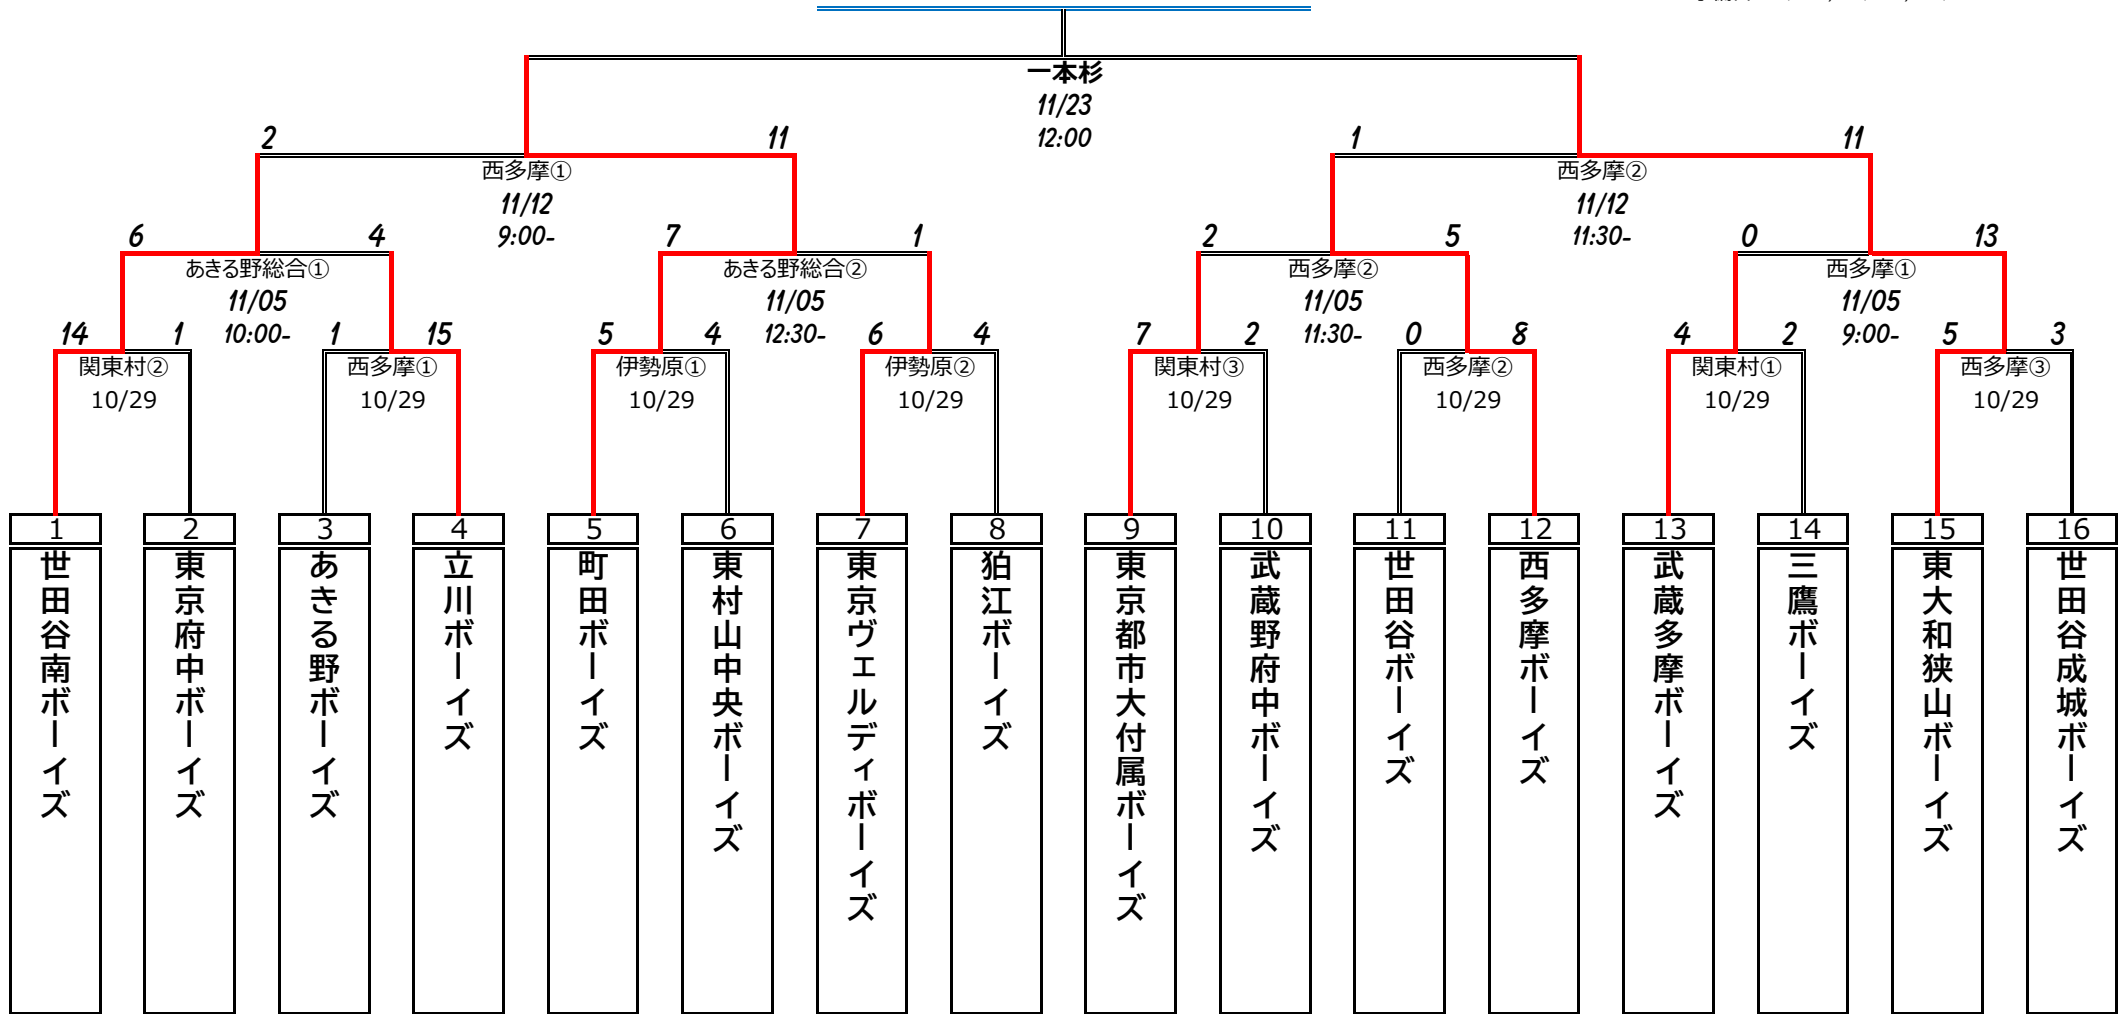 一本杉
11/23
12:00
2
11
1
11
西多摩①
11/12
9:00-
西多摩②
11/12
11:30-
6
4
7
1
2
5
0
13
あきる野総合①
11/05
10:00-
あきる野総合②
11/05
12:30-
西多摩②
11/05
11:30-
西多摩①
11/05
9:00-
14
1
1
15
5
4
6
4
7
2
0
8
4
2
5
3
関東村②
10/29
西多摩①
10/29
伊勢原①
10/29
伊勢原②
10/29
関東村③
10/29
西多摩②
10/29
関東村①
10/29
西多摩③
10/29
1
世田谷南ボーイズ
2
東京府中ボーイズ
3
あきる野ボーイズ
4
立川ボーイズ
5
町田ボーイズ
6
東村山中央ボーイズ
7
東京ヴェルディボーイズ
8
狛江ボーイズ
9
東京都市大付属ボーイズ
10
武蔵野府中ボーイズ
11
世田谷ボーイズ
12
西多摩ボーイズ
13
武蔵多摩ボーイズ
14
三鷹ボーイズ
15
東大和狭山ボーイズ
16
世田谷成城ボーイズ